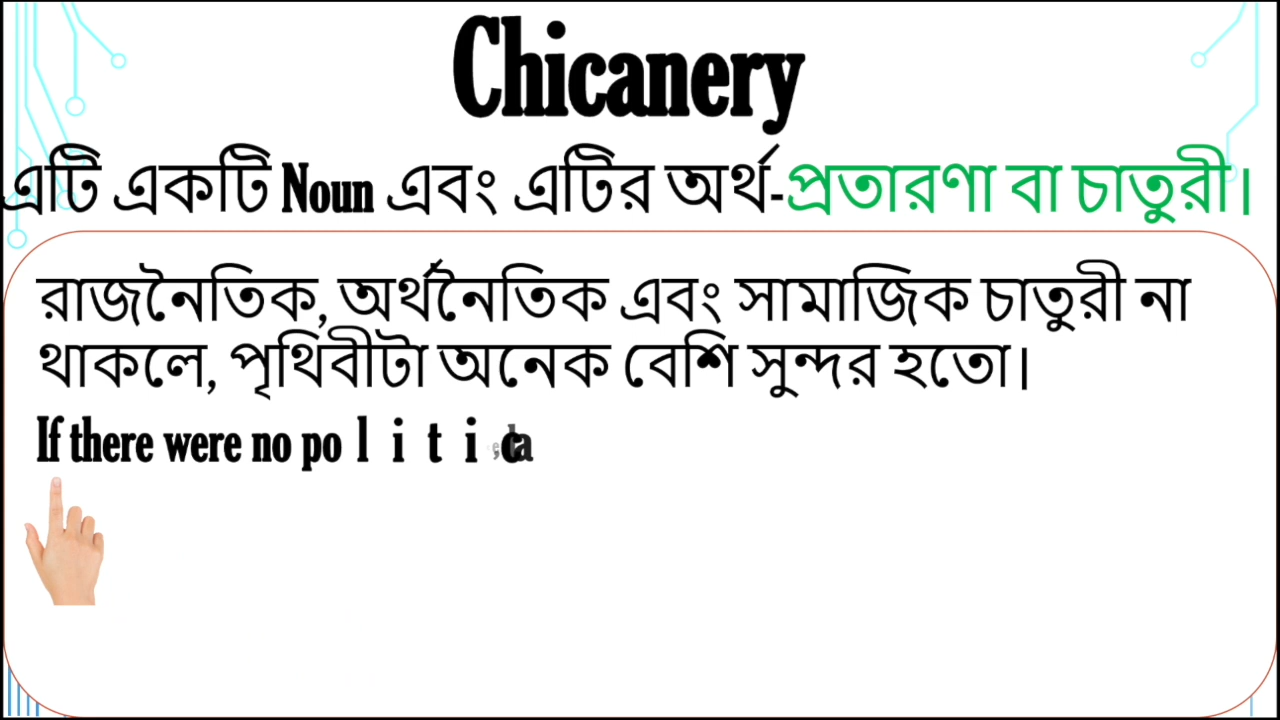 Chicanery
এটি একটি Noun এবং এটির অর্থ-প্রতারণা বা চাতুরী।
রাজনৈতিক, অর্থনৈতিক এবং সামাজিক চাতুরী না
থাকলে, পৃথিবীটা অনেক বেশি সুন্দর হতো।
If there were no politic